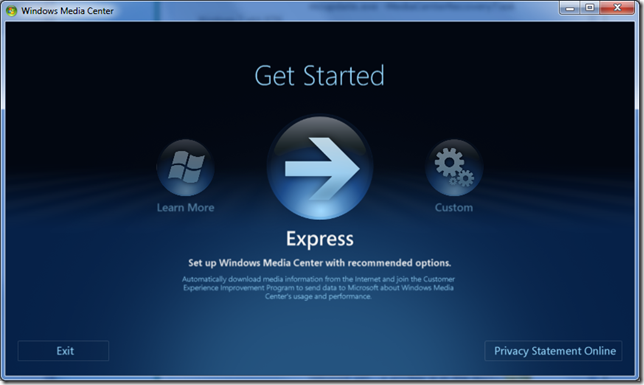 Windows Media Center
Get Started
Learn More
Custom
Express
Set up Windows Media Center with recommended options.
Automatically download media information from the Internet and join the Customer
Experience Improvement Program to send data to Microsoft about Windows Media
Center's usage and performance.
Exit
Privacy Statement Online